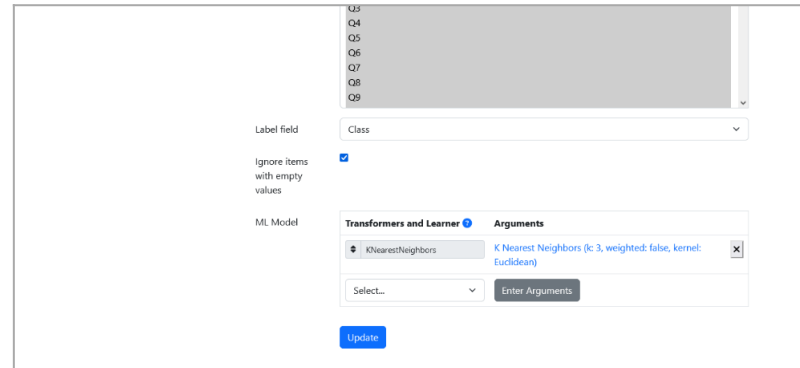 Q3
Q4
Q5
Q6
Q7
Q8
Q9
Label field
Class
Ignore items
with empty
values
ML Model
Transformers and Learner ?
Arguments
KNearestNeighbors
K Nearest Neighbors (k: 3, weighted: false, kernel:
Euclidean)
Select...
Enter Arguments
Update